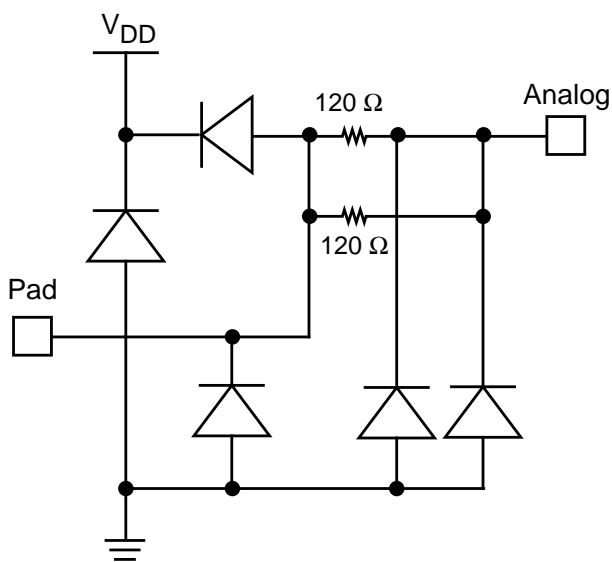 VDD
120 Ω
Analog
120 Ω
Pad